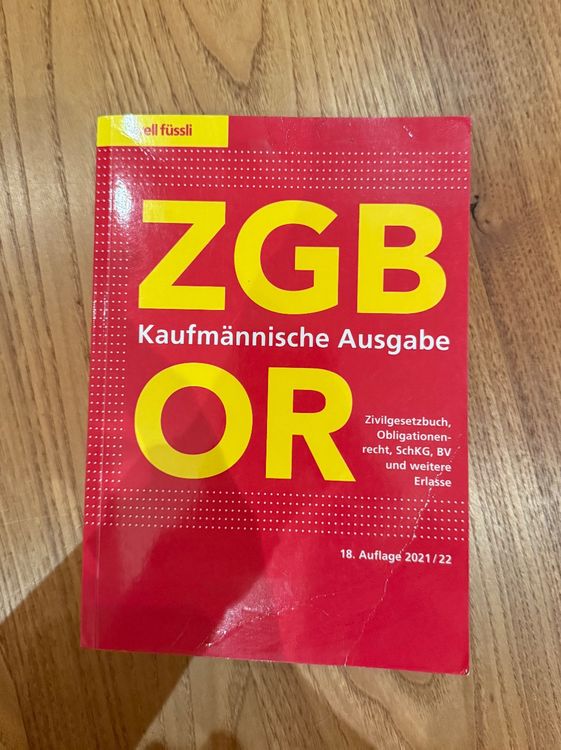 ell füssli
ZGB
Kaufmännische Ausgabe
OR
Zivilgesetzbuch,
Obligationen-
recht, SchKG, BV
und weitere
Erlasse
18. Auflage 2021/22